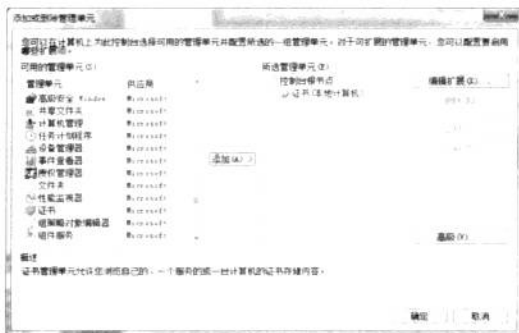 添加或删除管理单元
您可以在计算机上为此控制台选择可用的管理单元并配置所选的一组管理单元。对于可扩展的管理单元，您可以配置要启用哪些扩展项。
可用的管理单元(S):
所选管理单元(E):
管理单元 供应商
控制台根节点
证书(本地计算机)
编辑扩展(X)...
高级安全 Window
共享文件夹
计算机管理
任务计划程序
设备管理器
事件查看器
授权管理器
文件夹
性能监视器
证书
组策略对象编辑器
组件服务
添加(A) >
高级(V)...
描述:
证书管理单元允许您浏览自己的、一个服务的或一台计算机的证书存储内容。
确定 取消